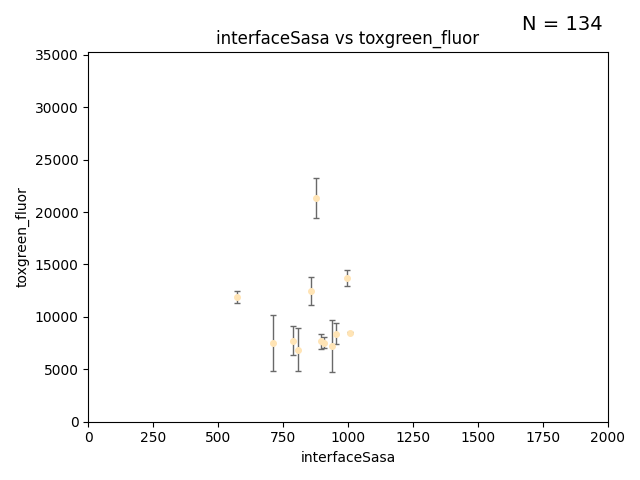 N = 134
interfaceSasa vs toxgreen_fluor
35000
30000
25000
20000
15000
10000
5000
0
toxgreen_fluor
0 250 500 750 1000 1250 1500 1750 2000
interfaceSasa